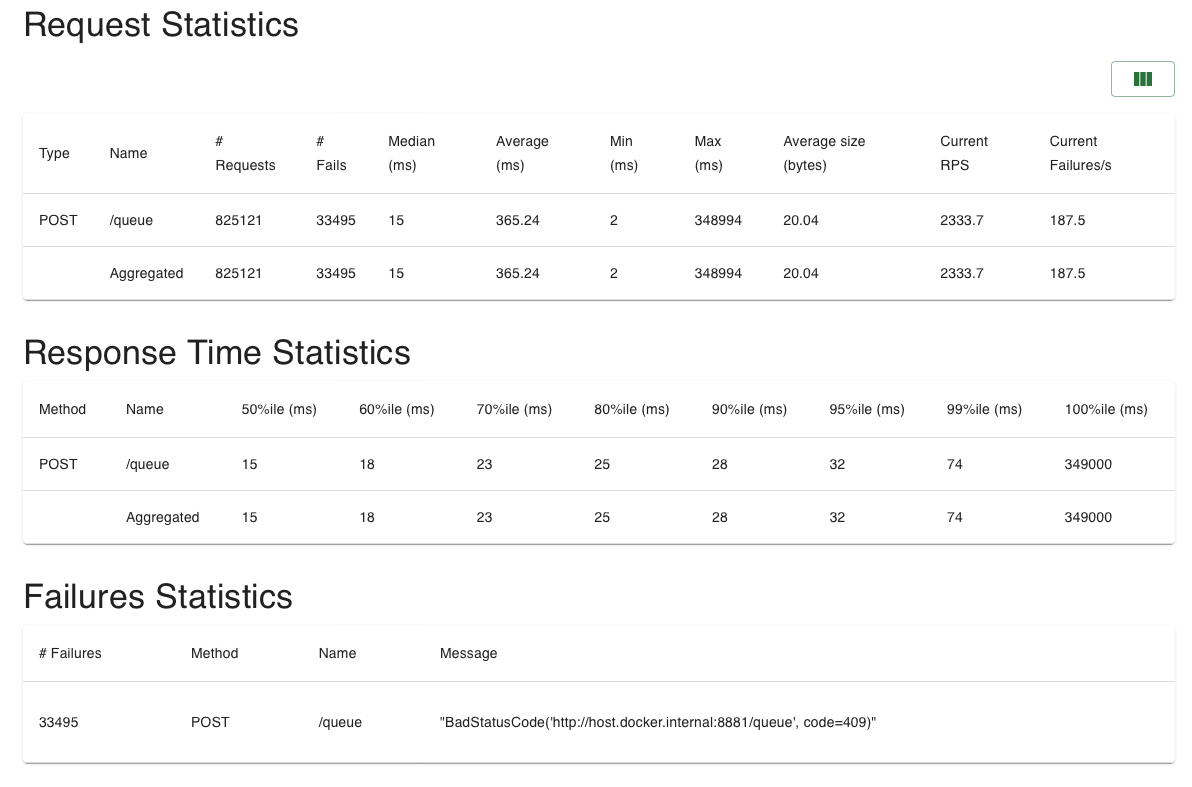 Request Statistics
Type Name # Requests # Fails Median (ms) Average (ms) Min (ms) Max (ms) Average size (bytes) Current RPS Current Failures/s
POST /queue 825121 33495 15 365.24 2 348994 20.04 2333.7 187.5
Aggregated 825121 33495 15 365.24 2 348994 20.04 2333.7 187.5
Response Time Statistics
Method Name 50%ile (ms) 60%ile (ms) 70%ile (ms) 80%ile (ms) 90%ile (ms) 95%ile (ms) 99%ile (ms) 100%ile (ms)
POST /queue 15 18 23 25 28 32 74 349000
Aggregated 15 18 23 25 28 32 74 349000
Failures Statistics
# Failures Method Name Message
33495 POST /queue "BadStatusCode('http://host.docker.internal:8881/queue', code=409)"